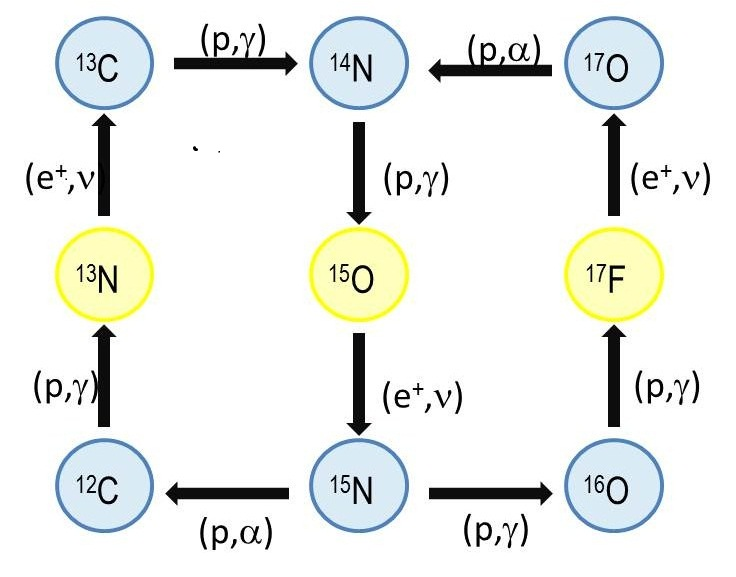 (p,γ) (p,α)
¹³C ¹⁴N ¹⁷O
(e⁺,ν) (p,γ) (e⁺,ν)
¹³N ¹⁵O ¹⁷F
(p,γ) (e⁺,ν) (p,γ)
¹²C ¹⁵N ¹⁶O
(p,α) (p,γ)